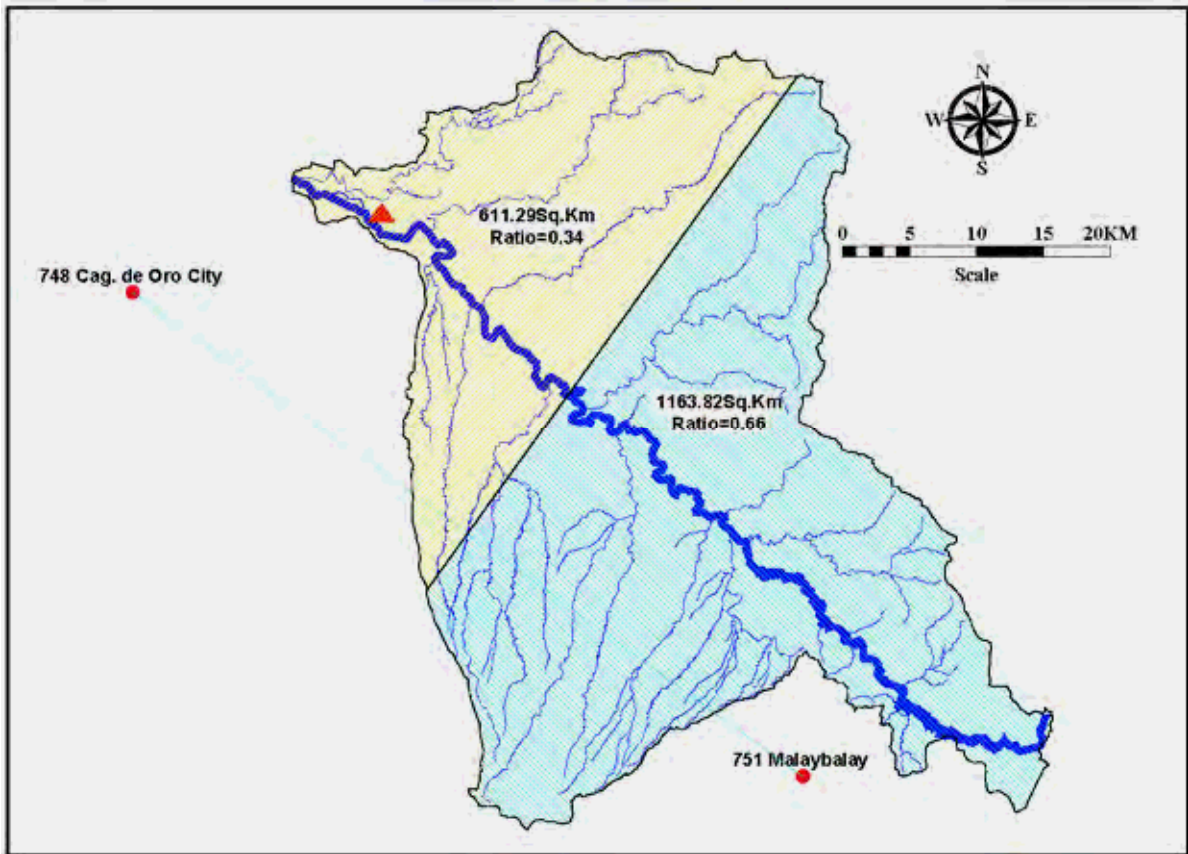 N
W E
S
611.29Sq.Km
Ratio=0.34
0 5 10 15 20KM
Scale
748 Cag. de Oro City
1163.82Sq.Km
Ratio=0.66
751 Malaybalay